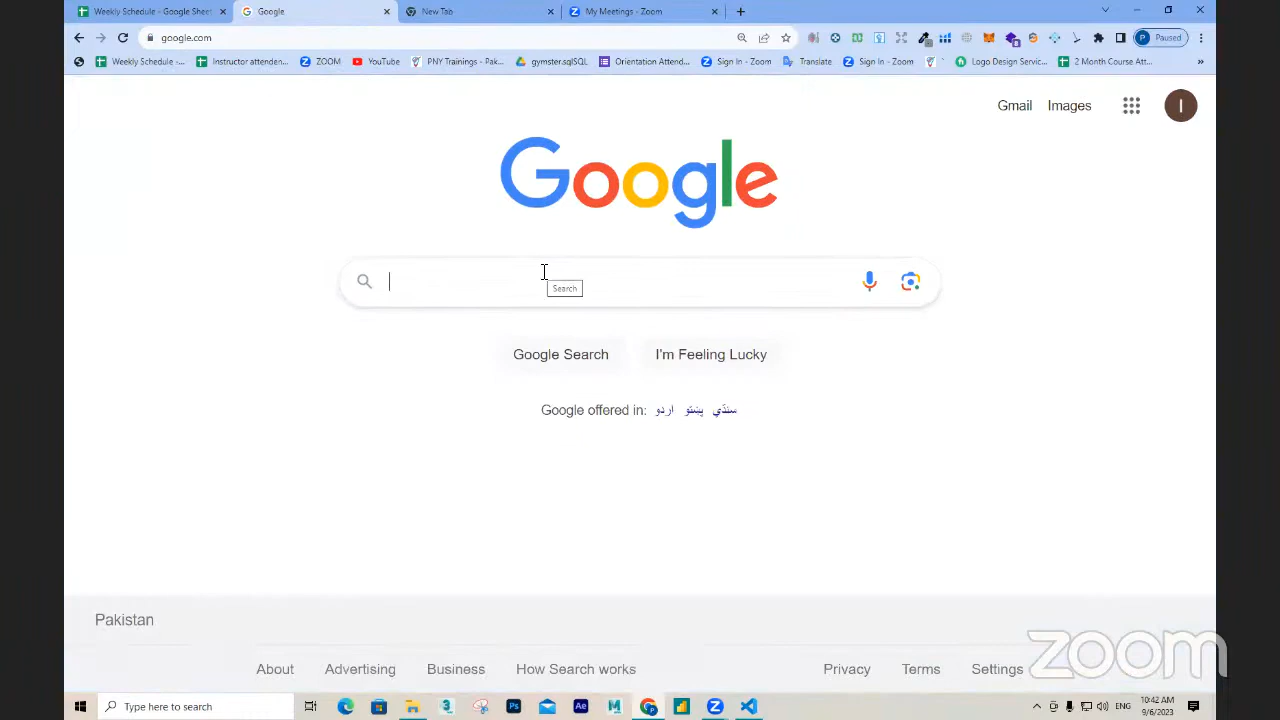 Weekly Schedule - Google Sheet
Google
New Tab
My Meetings - Zoom
google.com
Paused
Weekly Schedule -...
Instructor attenden...
ZOOM
YouTube
PNY Trainings - Pak...
gymster.sqlSQL
Orientation Attend...
Sign In - Zoom
Translate
Sign In - Zoom
Logo Design Servic...
2 Month Course Att...
Gmail
Images
I
Google
Search
Google Search
I'm Feeling Lucky
Google offered in: اردو پښتو سنڌي
Pakistan
About
Advertising
Business
How Search works
Privacy
Terms
Settings
zoom
Type here to search
ENG
10:42 AM
9/6/2023